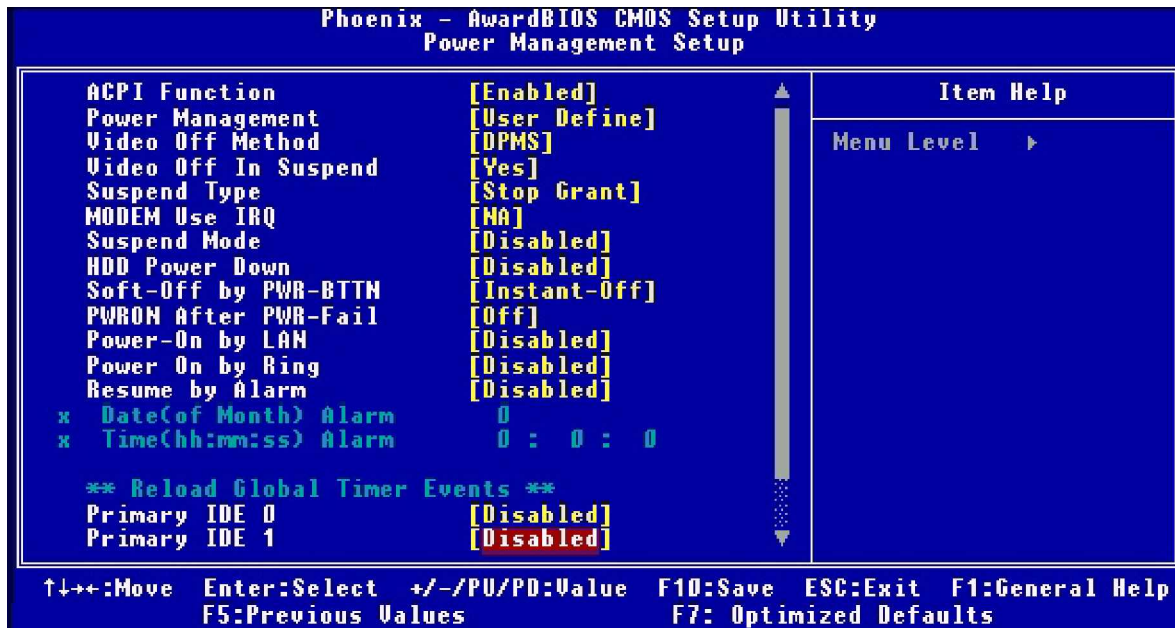 Phoenix - AwardBIOS CMOS Setup Utility
Power Management Setup
ACPI Function [Enabled]
Power Management [User Define]
Video Off Method [DPMS]
Video Off In Suspend [Yes]
Suspend Type [Stop Grant]
MODEM Use IRQ [NA]
Suspend Mode [Disabled]
HDD Power Down [Disabled]
Soft-Off by PWR-BTTN [Instant-Off]
PWRON After PWR-Fail [Off]
Power-On by LAN [Disabled]
Power On by Ring [Disabled]
Resume by Alarm [Disabled]
x Date(of Month) Alarm 0
x Time(hh:mm:ss) Alarm 0 : 0 : 0
** Reload Global Timer Events **
Primary IDE 0 [Disabled]
Primary IDE 1 [Disabled]
Item Help
Menu Level
↑↓→←:Move Enter:Select +/-/PU/PD:Value F10:Save ESC:Exit F1:General Help
F5:Previous Values F7: Optimized Defaults